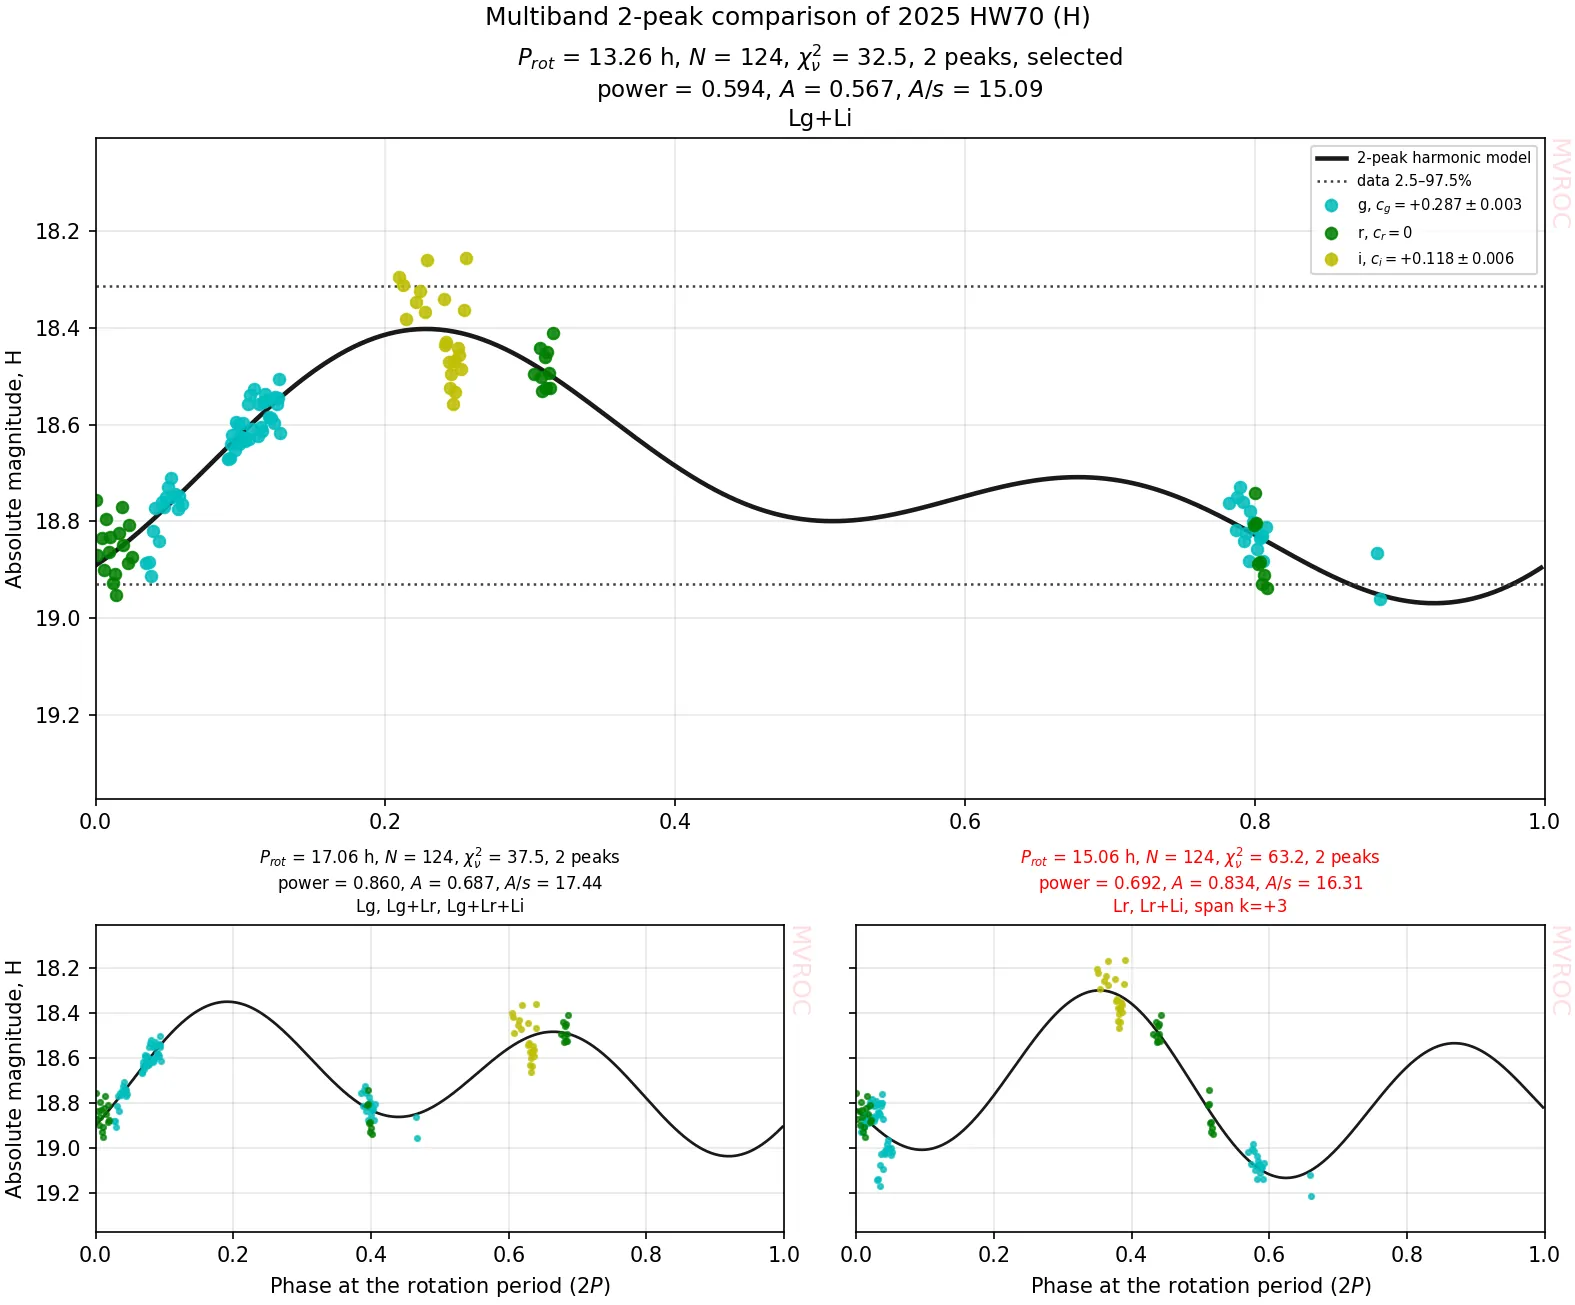 Multiband 2-peak comparison of 2025 HW70 (H)
P_rot = 13.26 h, N = 124, χ²_ν = 32.5, 2 peaks, selected
power = 0.594, A = 0.567, A/s = 15.09
Lg+Li
2-peak harmonic model
data 2.5–97.5%
g, c_g = +0.287 ± 0.003
r, c_r = 0
i, c_i = +0.118 ± 0.006
MVROC
Absolute magnitude, H
18.2
18.4
18.6
18.8
19.0
19.2
0.0 0.2 0.4 0.6 0.8 1.0
P_rot = 17.06 h, N = 124, χ²_ν = 37.5, 2 peaks
power = 0.860, A = 0.687, A/s = 17.44
Lg, Lg+Lr, Lg+Lr+Li
MVROC
Absolute magnitude, H
18.2
18.4
18.6
18.8
19.0
19.2
0.0 0.2 0.4 0.6 0.8 1.0
Phase at the rotation period (2P)
P_rot = 15.06 h, N = 124, χ²_ν = 63.2, 2 peaks
power = 0.692, A = 0.834, A/s = 16.31
Lr, Lr+Li, span k=+3
MVROC
0.0 0.2 0.4 0.6 0.8 1.0
Phase at the rotation period (2P)